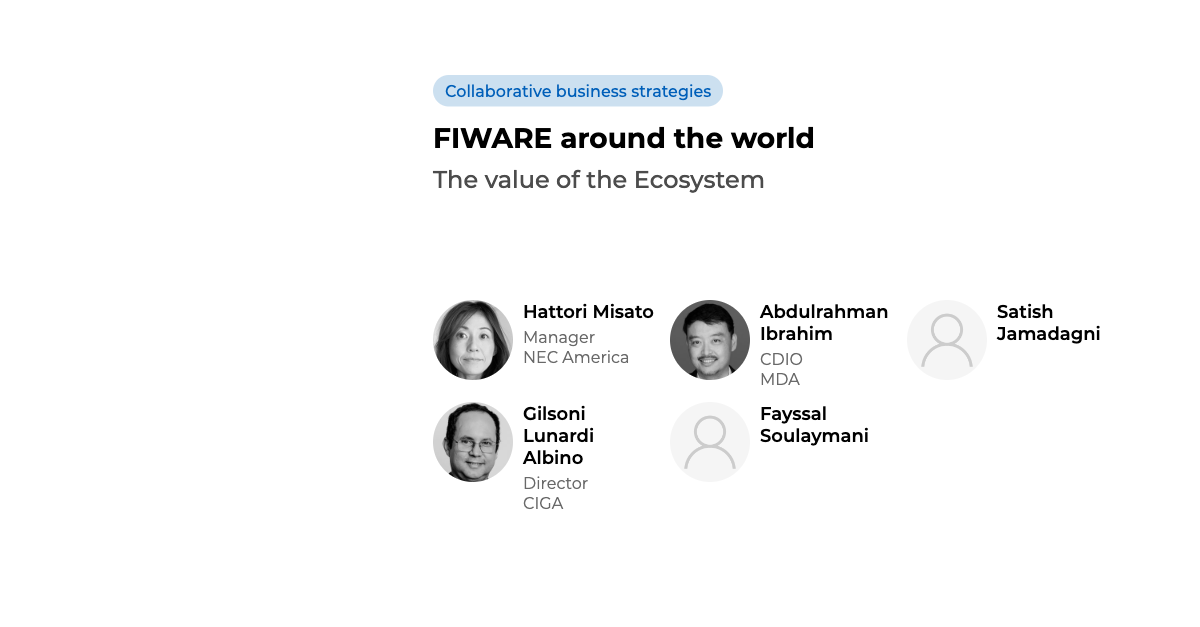 Collaborative business strategies
FIWARE around the world
The value of the Ecosystem
Hattori Misato
Manager
NEC America
Abdulrahman
Ibrahim
CDIO
MDA
Satish
Jamadagni
Gilsoni
Lunardi
Albino
Director
CIGA
Fayssal
Soulaymani